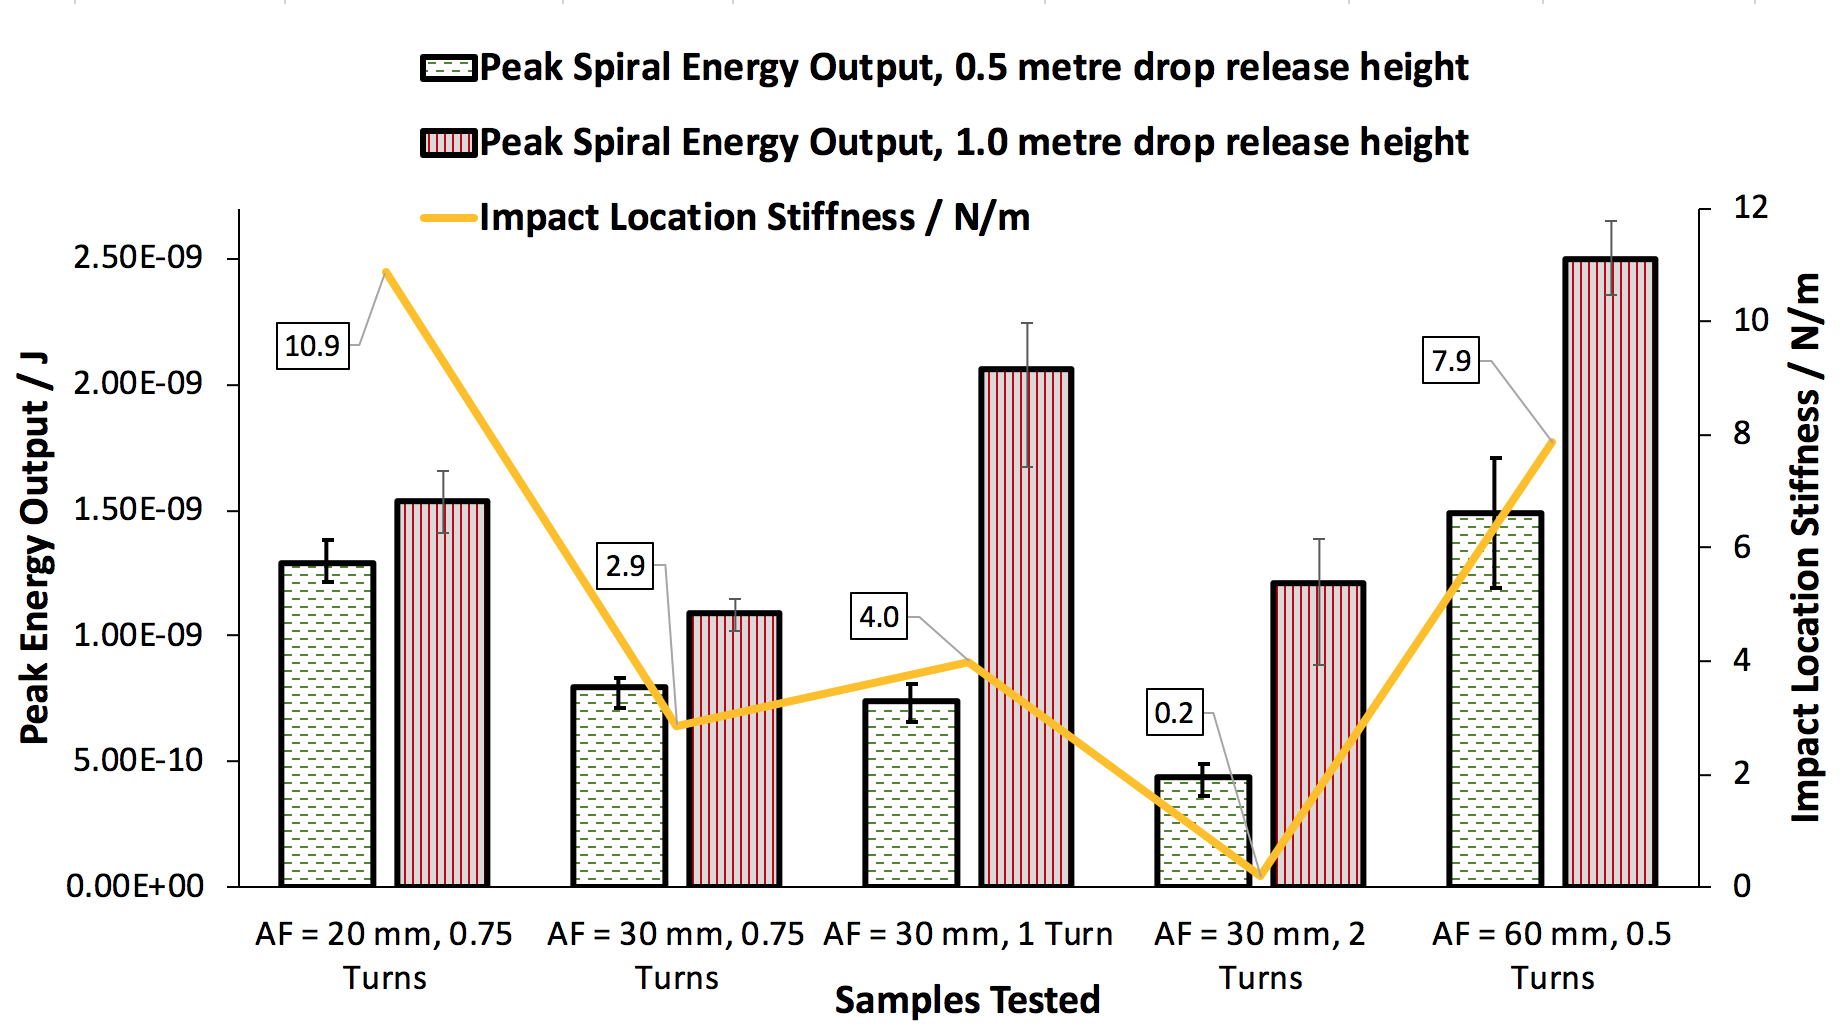 Peak Spiral Energy Output, 0.5 metre drop release height
Peak Spiral Energy Output, 1.0 metre drop release height
Impact Location Stiffness / N/m
Peak Energy Output / J
2.50E-09
2.00E-09
1.50E-09
1.00E-09
5.00E-10
0.00E+00
10.9
2.9
4.0
0.2
7.9
12
10
8
6
4
2
0
Impact Location Stiffness / N/m
AF = 20 mm, 0.75
Turns
AF = 30 mm, 0.75
Turns
AF = 30 mm, 1 Turn
AF = 30 mm, 2
Turns
AF = 60 mm, 0.5
Turns
Samples Tested